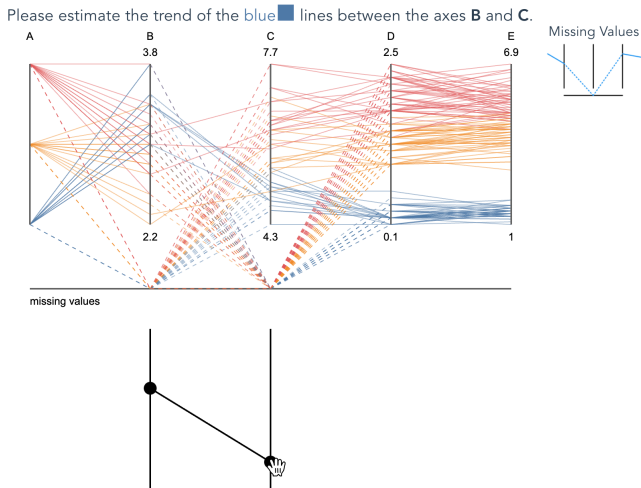 Please estimate the trend of the blue lines between the axes B and C.
Missing Values
A B C D E
3.8 7.7 2.5 6.9
2.2 4.3 0.1 1
missing values